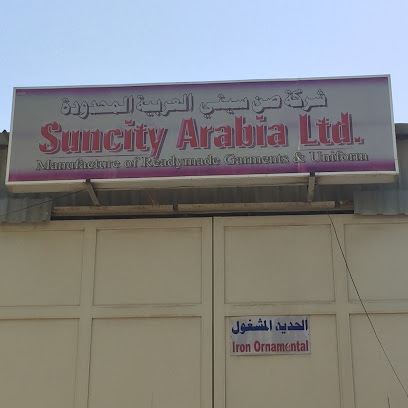 شركة صن سيتي العربية المحدودة
Suncity Arabia Ltd.
Manufacture of Readymade Garments & Uniform
الحديد المشغول
Iron Ornamental